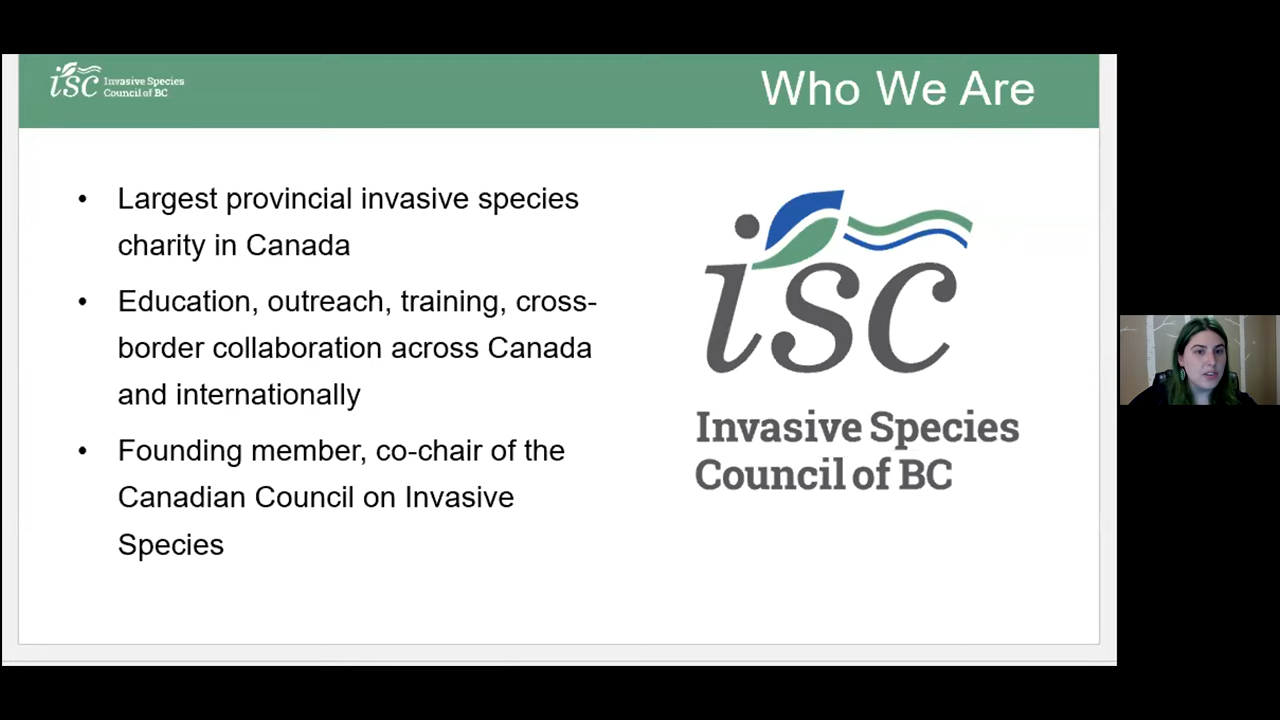 isc Invasive Species
Council of BC
Who We Are
• Largest provincial invasive species
charity in Canada
• Education, outreach, training, cross-
border collaboration across Canada
and internationally
• Founding member, co-chair of the
Canadian Council on Invasive
Species
isc
Invasive Species
Council of BC